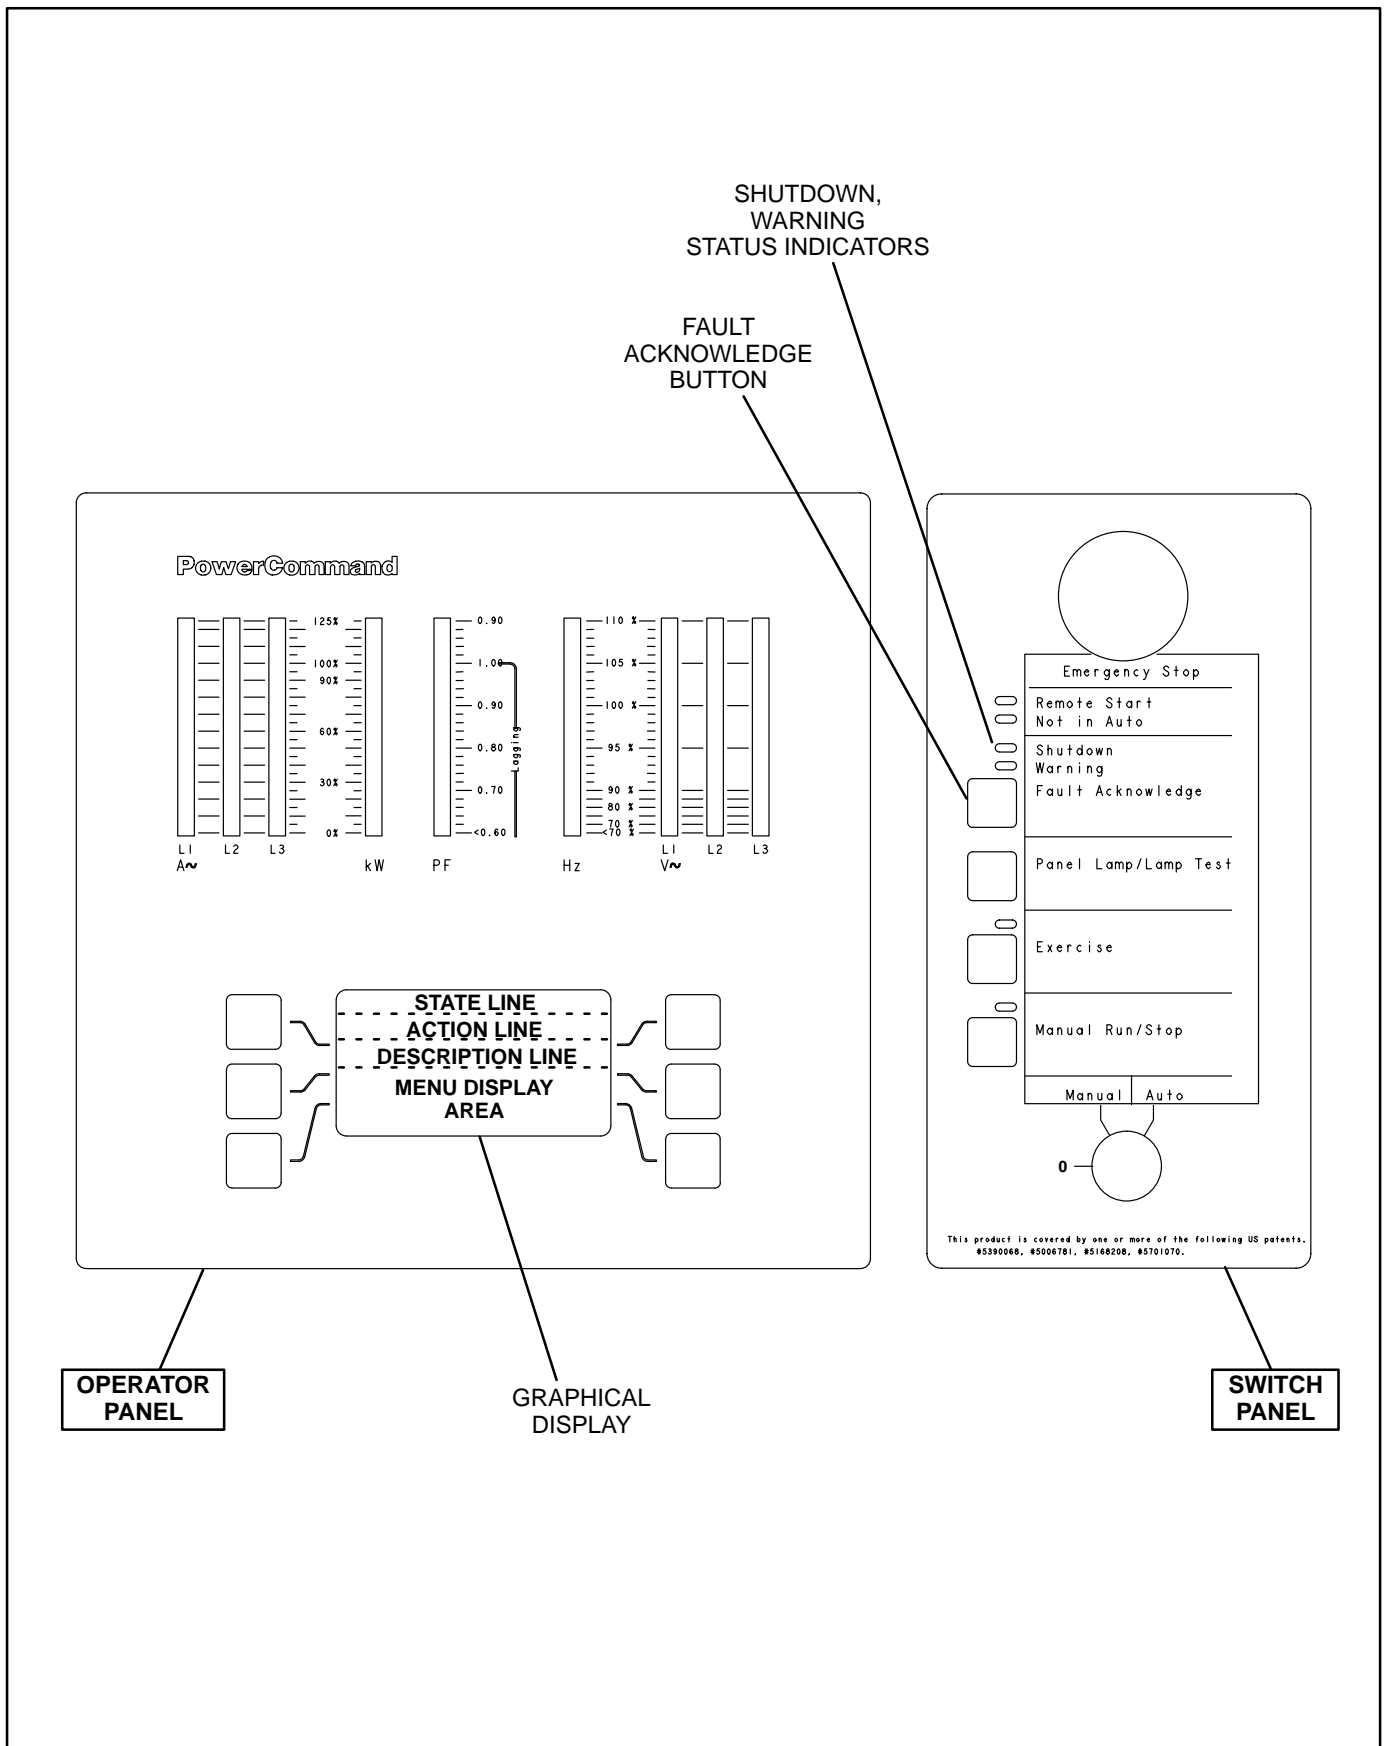 SHUTDOWN,
WARNING
STATUS INDICATORS
FAULT
ACKNOWLEDGE
BUTTON
PowerCommand
125%
100%
90%
60%
30%
0%
L1
L2
L3
A~
kW
0.90
1.00
0.90
0.80
0.70
<0.60
Lagging
PF
110 %
105 %
100 %
95 %
90 %
80 %
70 %
<70 %
Hz
L1
L2
L3
V~
STATE LINE
ACTION LINE
DESCRIPTION LINE
MENU DISPLAY
AREA
Emergency Stop
Remote Start
Not in Auto
Shutdown
Warning
Fault Acknowledge
Panel Lamp/Lamp Test
Exercise
Manual Run/Stop
Manual
Auto
0
This product is covered by one or more of the following US patents.
#5390068, #5006781, #5168208, #5701070.
OPERATOR
PANEL
GRAPHICAL
DISPLAY
SWITCH
PANEL